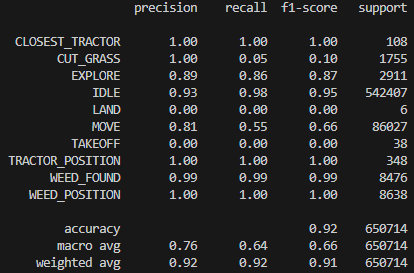 precision recall f1-score support
CLOSEST_TRACTOR 1.00 1.00 1.00 108
CUT_GRASS 1.00 0.05 0.10 1755
EXPLORE 0.89 0.86 0.87 2911
IDLE 0.93 0.98 0.95 542407
LAND 0.00 0.00 0.00 6
MOVE 0.81 0.55 0.66 86027
TAKEOFF 0.00 0.00 0.00 38
TRACTOR_POSITION 1.00 1.00 1.00 348
WEED_FOUND 0.99 0.99 0.99 8476
WEED_POSITION 1.00 1.00 1.00 8638
accuracy 0.92 650714
macro avg 0.76 0.64 0.66 650714
weighted avg 0.92 0.92 0.91 650714